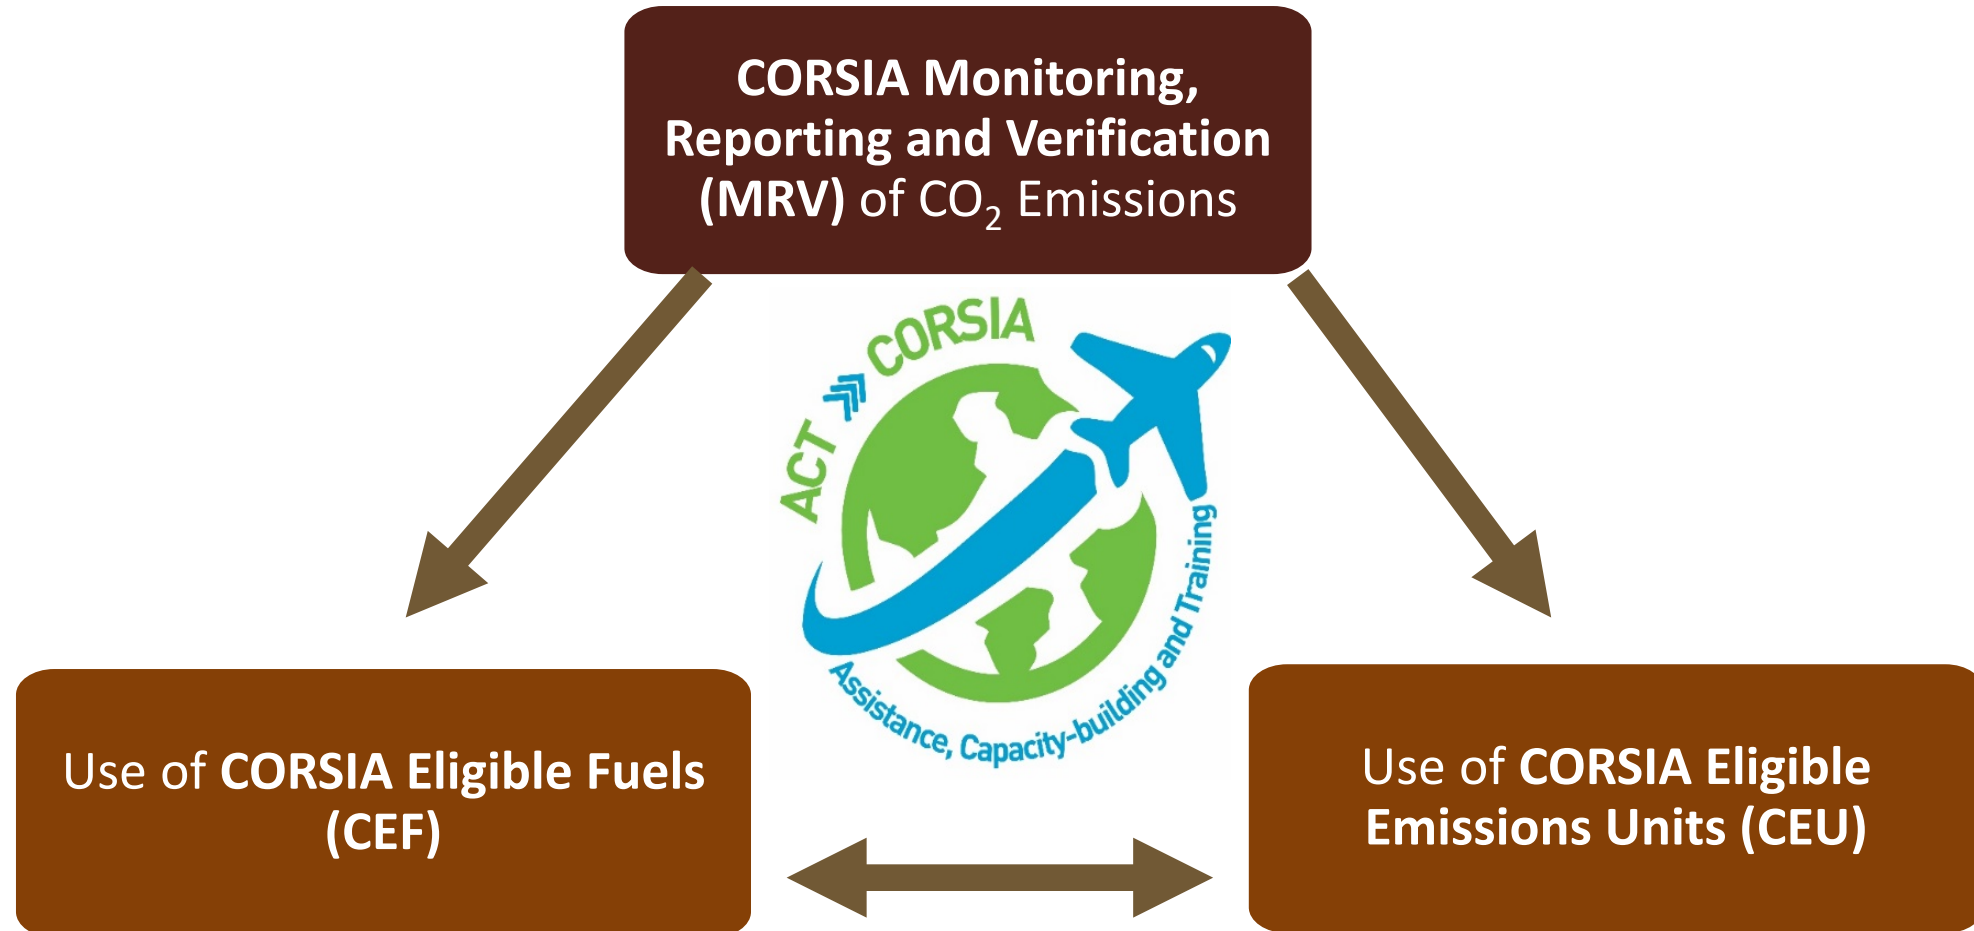 CORSIA Monitoring,
Reporting and Verification
(MRV) of CO₂ Emissions
ACT CORSIA
Assistance, Capacity-building and Training
Use of CORSIA Eligible Fuels
(CEF)
Use of CORSIA Eligible
Emissions Units (CEU)